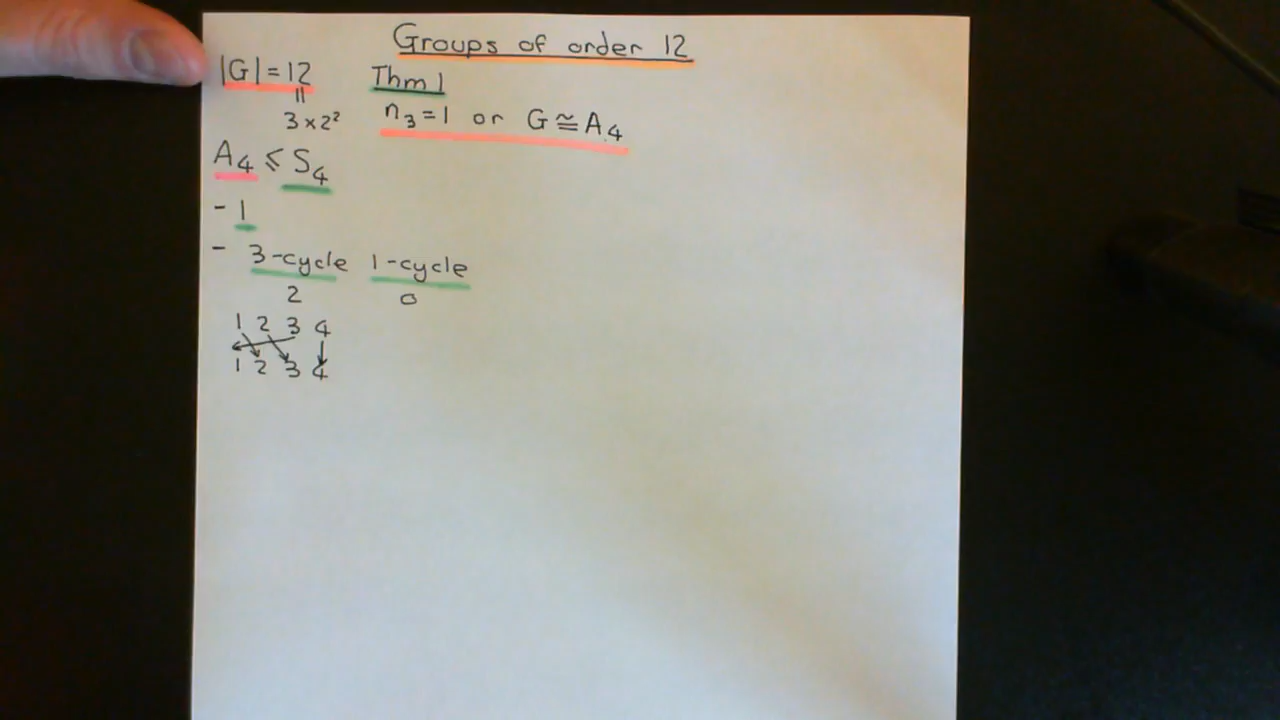 Groups of order 12
|G| = 12 Thm 1
||
3 × 2² n₃ = 1 or G ≅ A₄
A₄ ⩽ S₄
- 1
- 3-cycle 1-cycle
2 0
1 2 3 4
1 2 3 4